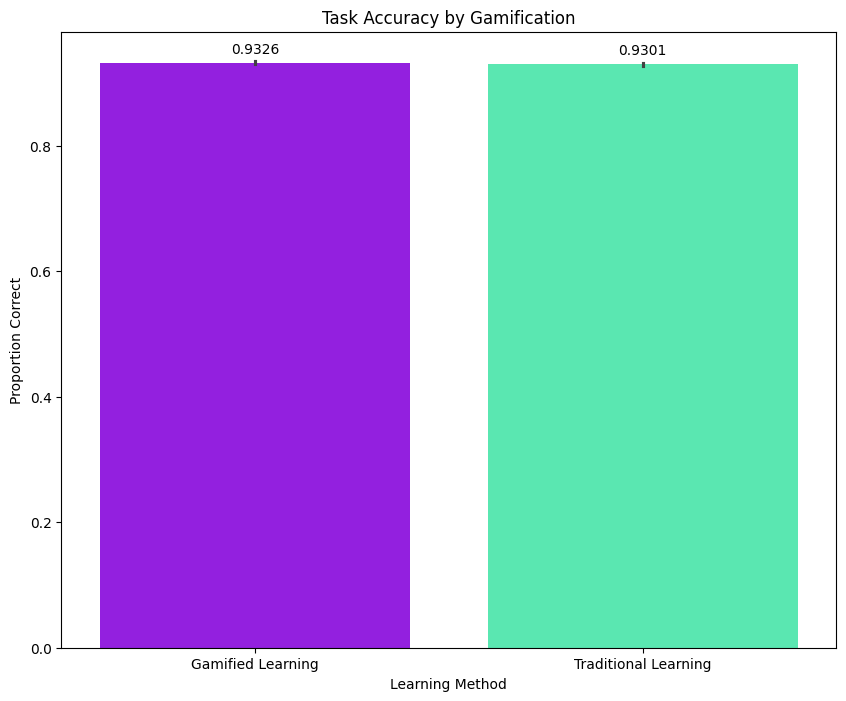 Task Accuracy by Gamification
0.9326
0.9301
Proportion Correct
0.8
0.6
0.4
0.2
0.0
Gamified Learning
Traditional Learning
Learning Method